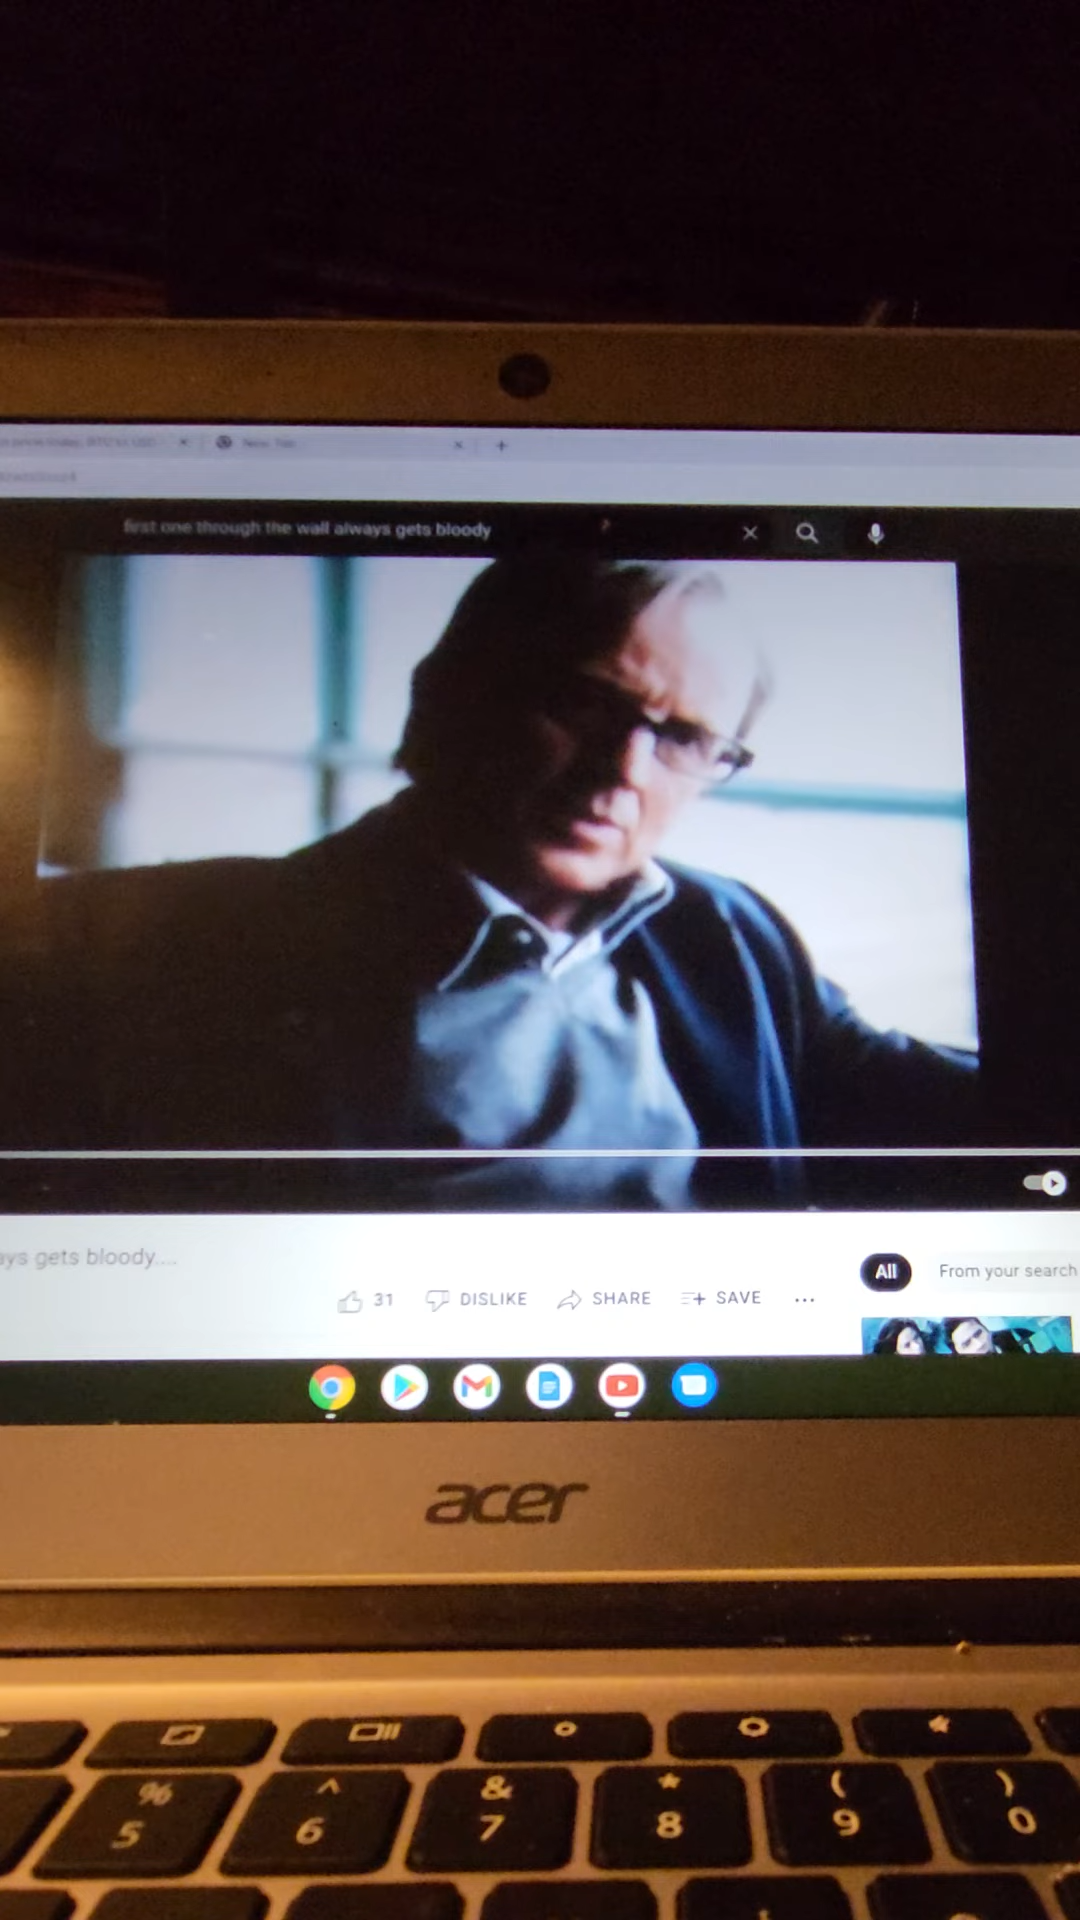 first one through the wall always gets bloody
gets bloody....
31 DISLIKE SHARE SAVE ...
All From your search
acer
% ^ & * ( )
5 6 7 8 9 0